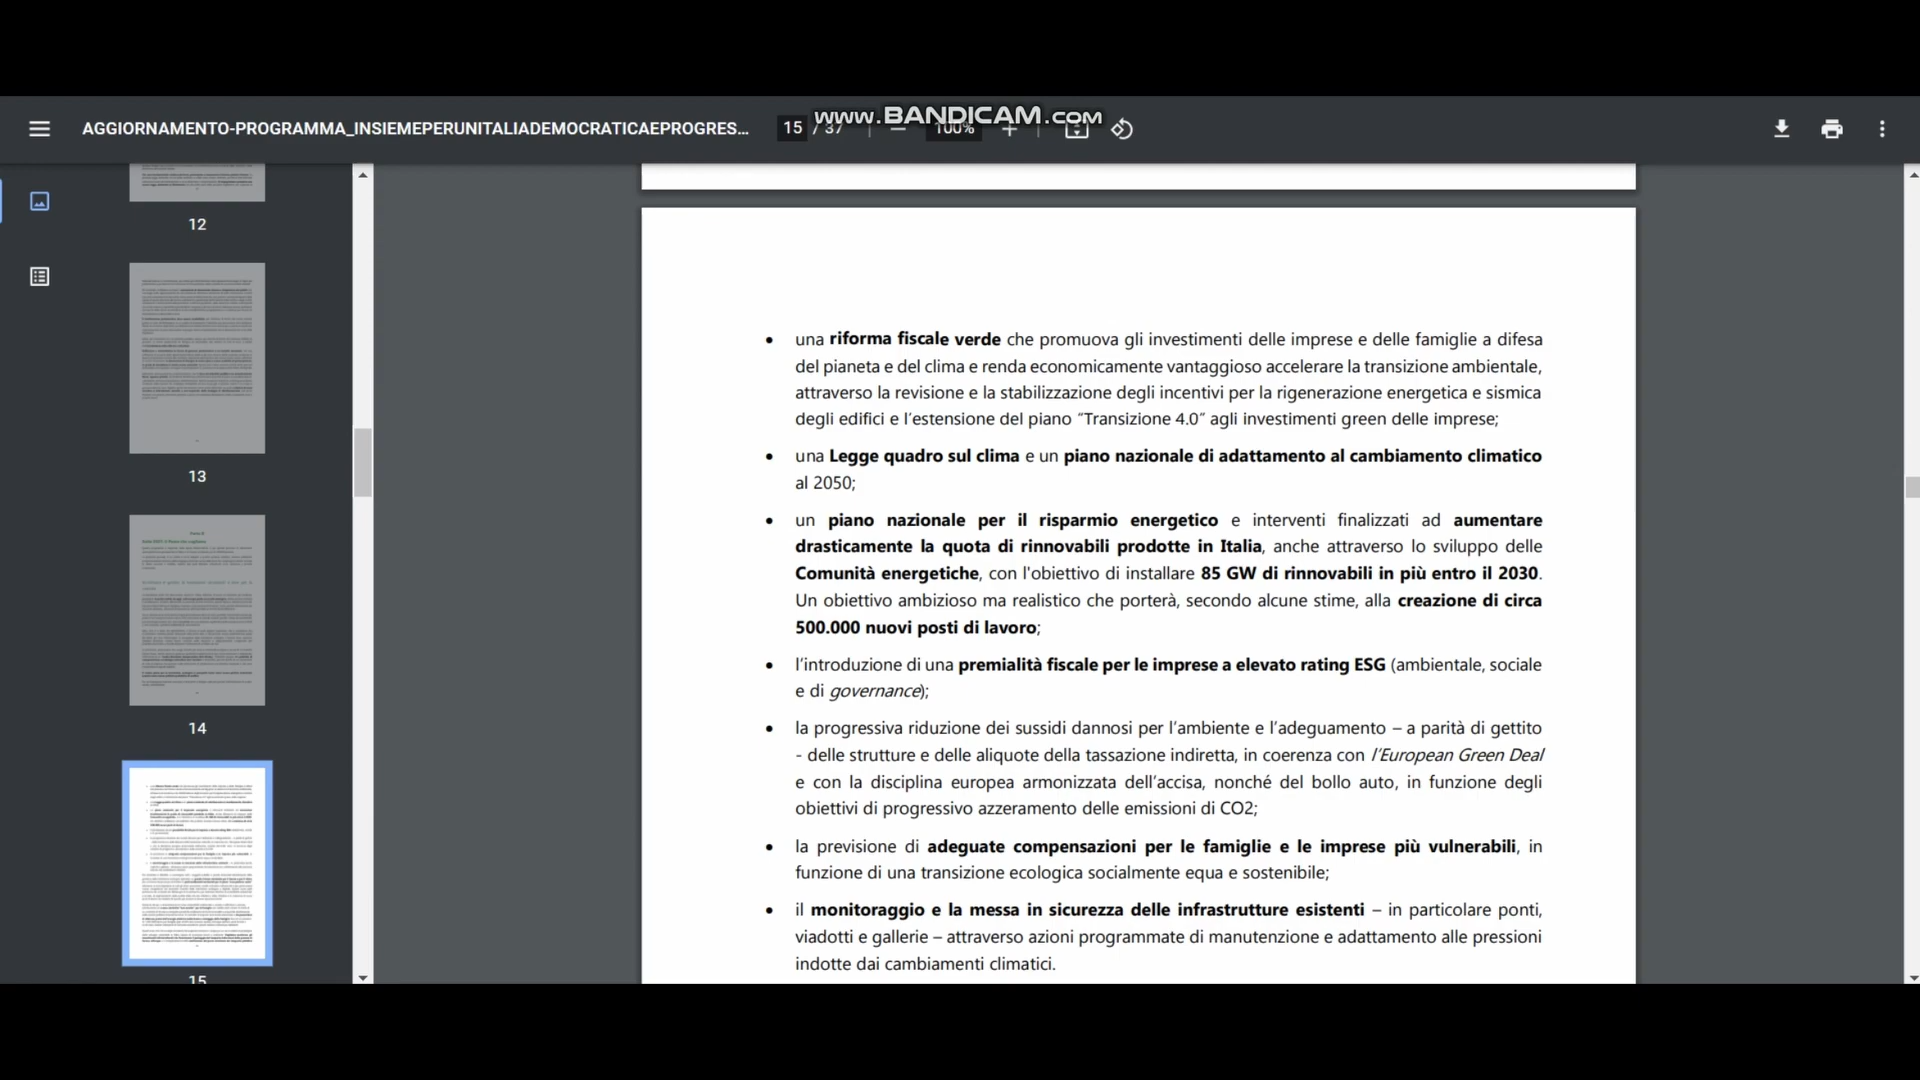 www.BANDICAM.com
AGGIORNAMENTO-PROGRAMMA_INSIEMEPERUNITALIADEMOCRATICAEPROGRES...
15 / 37
100%
12
13
14
15
• una riforma fiscale verde che promuova gli investimenti delle imprese e delle famiglie a difesa
del pianeta e del clima e renda economicamente vantaggioso accelerare la transizione ambientale,
attraverso la revisione e la stabilizzazione degli incentivi per la rigenerazione energetica e sismica
degli edifici e l’estensione del piano “Transizione 4.0” agli investimenti green delle imprese;
• una Legge quadro sul clima e un piano nazionale di adattamento al cambiamento climatico
al 2050;
• un piano nazionale per il risparmio energetico e interventi finalizzati ad aumentare
drasticamente la quota di rinnovabili prodotte in Italia, anche attraverso lo sviluppo delle
Comunità energetiche, con l'obiettivo di installare 85 GW di rinnovabili in più entro il 2030.
Un obiettivo ambizioso ma realistico che porterà, secondo alcune stime, alla creazione di circa
500.000 nuovi posti di lavoro;
• l’introduzione di una premialità fiscale per le imprese a elevato rating ESG (ambientale, sociale
e di governance);
• la progressiva riduzione dei sussidi dannosi per l’ambiente e l’adeguamento – a parità di gettito
- delle strutture e delle aliquote della tassazione indiretta, in coerenza con l’European Green Deal
e con la disciplina europea armonizzata dell’accisa, nonché del bollo auto, in funzione degli
obiettivi di progressivo azzeramento delle emissioni di CO2;
• la previsione di adeguate compensazioni per le famiglie e le imprese più vulnerabili, in
funzione di una transizione ecologica socialmente equa e sostenibile;
• il monitoraggio e la messa in sicurezza delle infrastrutture esistenti – in particolare ponti,
viadotti e gallerie – attraverso azioni programmate di manutenzione e adattamento alle pressioni
indotte dai cambiamenti climatici.